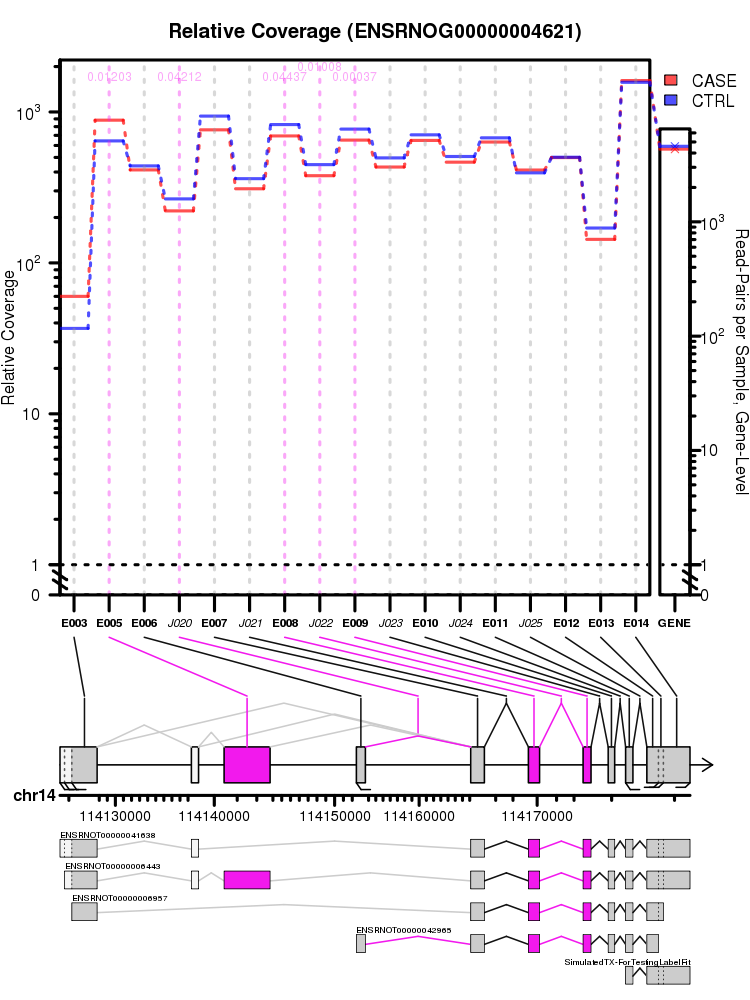 Relative Coverage (ENSRNOG00000004621)
0.01203
0.04212
0.04437
0.01008
0.00037
CASE
CTRL
10³
10²
10
1
0
Relative Coverage
10³
10²
10
1
0
Read-Pairs per Sample, Gene-Level
E003 E005 E006 J020 E007 J021 E008 J022 E009 J023 E010 J024 E011 J025 E012 E013 E014 GENE
chr14
114130000 114140000 114150000 114160000 114170000
ENSRNOT00000041638
ENSRNOT00000006443
ENSRNOT00000006957
ENSRNOT00000042965
SimulatedTX-ForTestingLabelFit